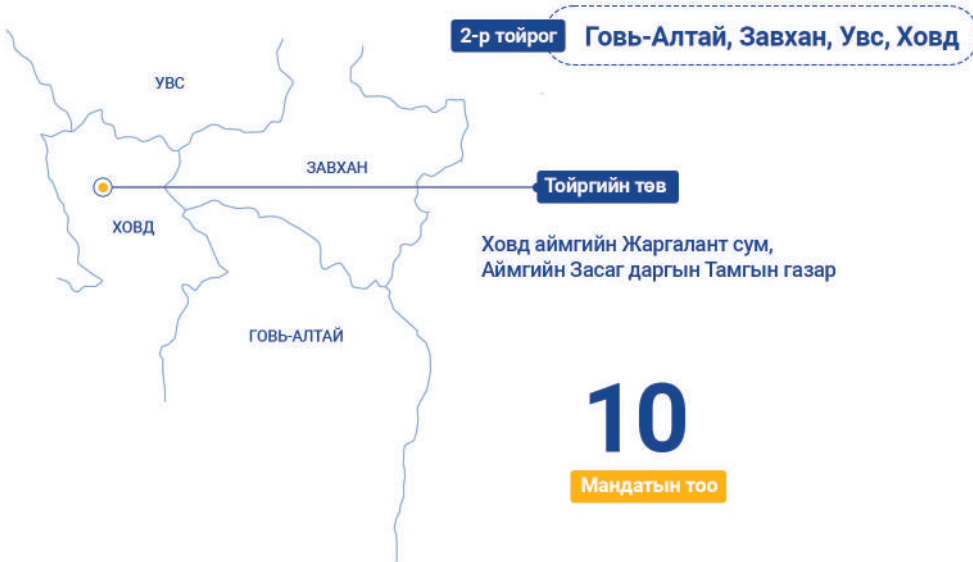 2-р тойрог
Говь-Алтай, Завхан, Увс, Ховд
УВС
ЗАВХАН
Тойргийн төв
ХОВД
Ховд аймгийн Жаргалант сум,
Аймгийн Засаг даргын Тамгын газар
ГОВЬ-АЛТАЙ
10
Мандатын тоо